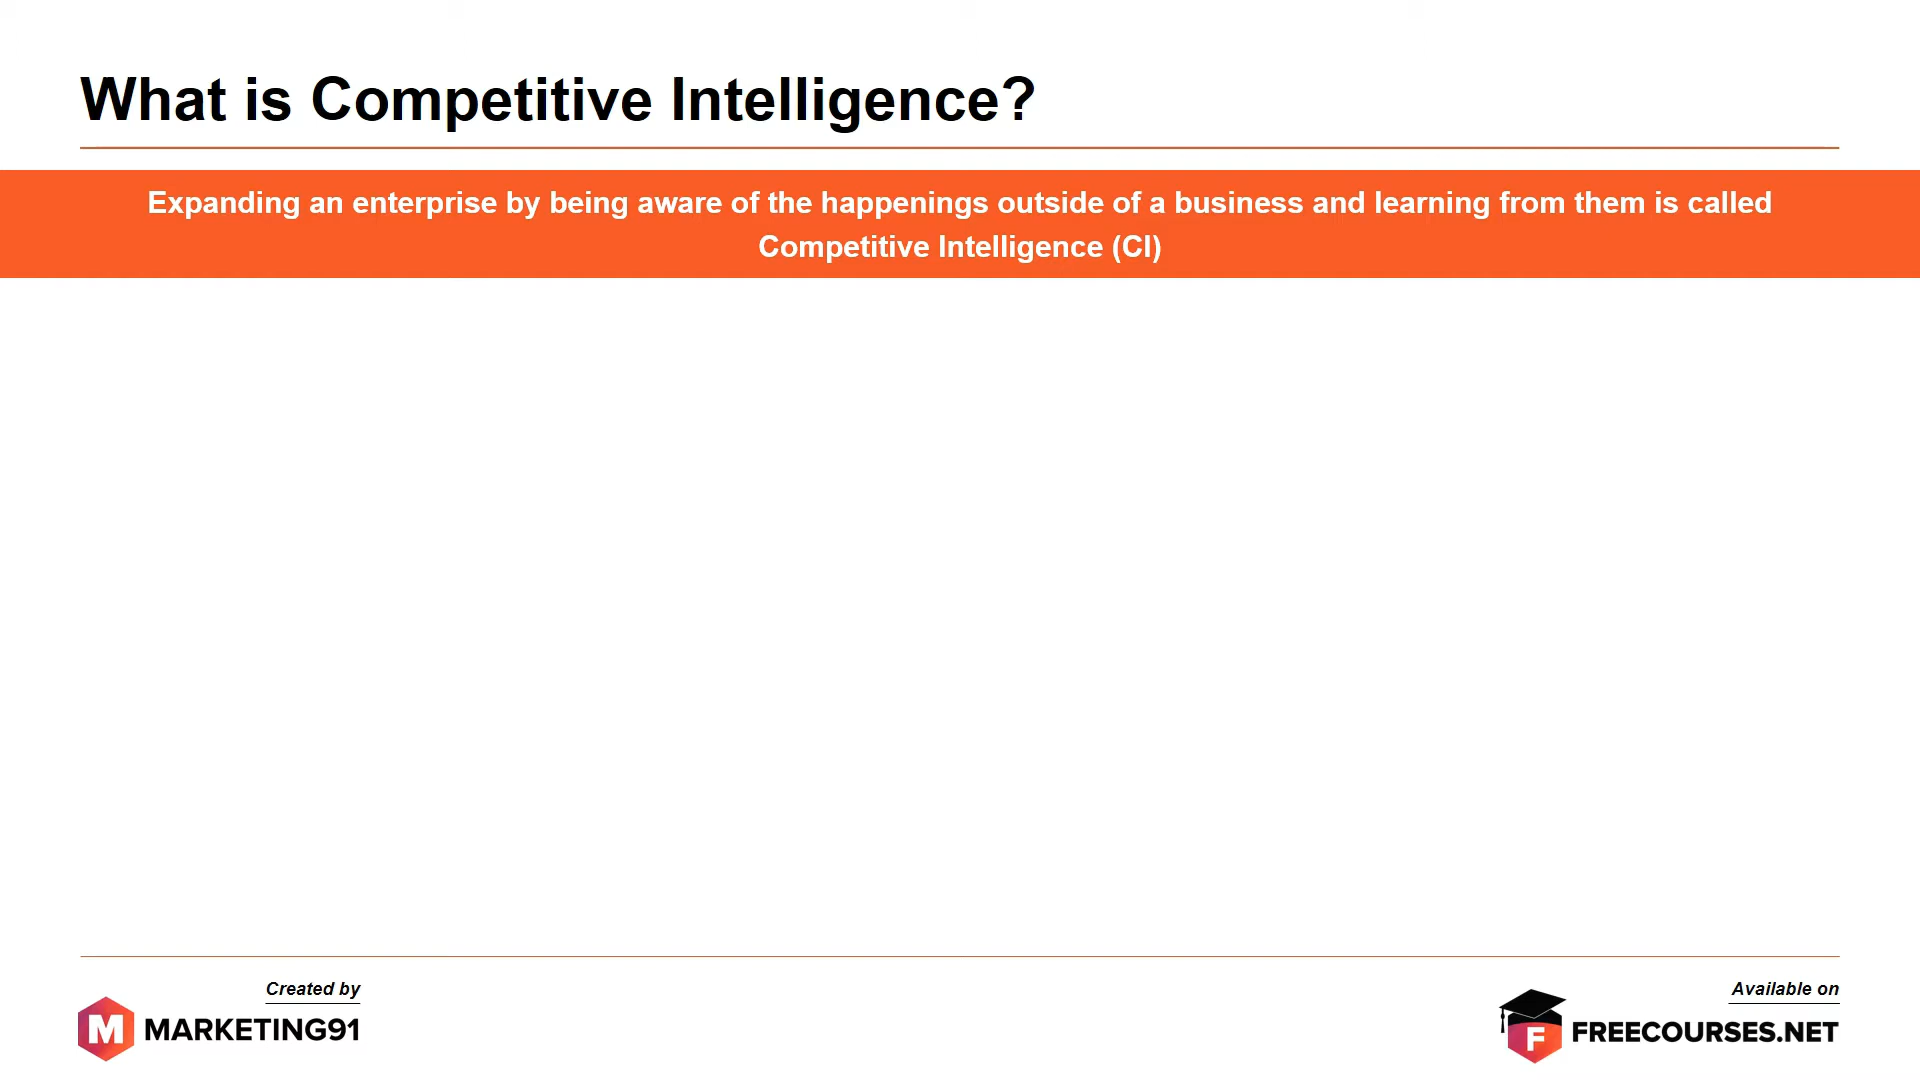 What is Competitive Intelligence?
Expanding an enterprise by being aware of the happenings outside of a business and learning from them is called
Competitive Intelligence (CI)
Created by
M MARKETING91
Available on
F FREECOURSES.NET